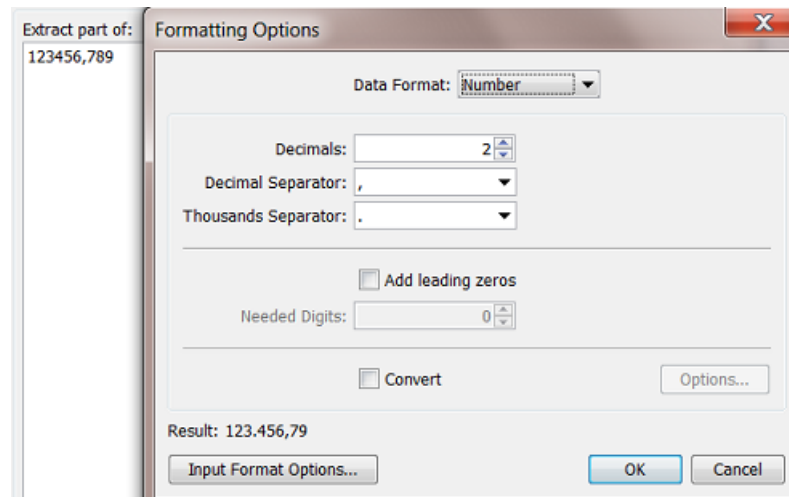 Extract part of:
123456,789
Formatting Options
X
Data Format: Number
Decimals: 2
Decimal Separator: ,
Thousands Separator: .
Add leading zeros
Needed Digits: 0
Convert
Options...
Result: 123.456,79
Input Format Options...
OK
Cancel